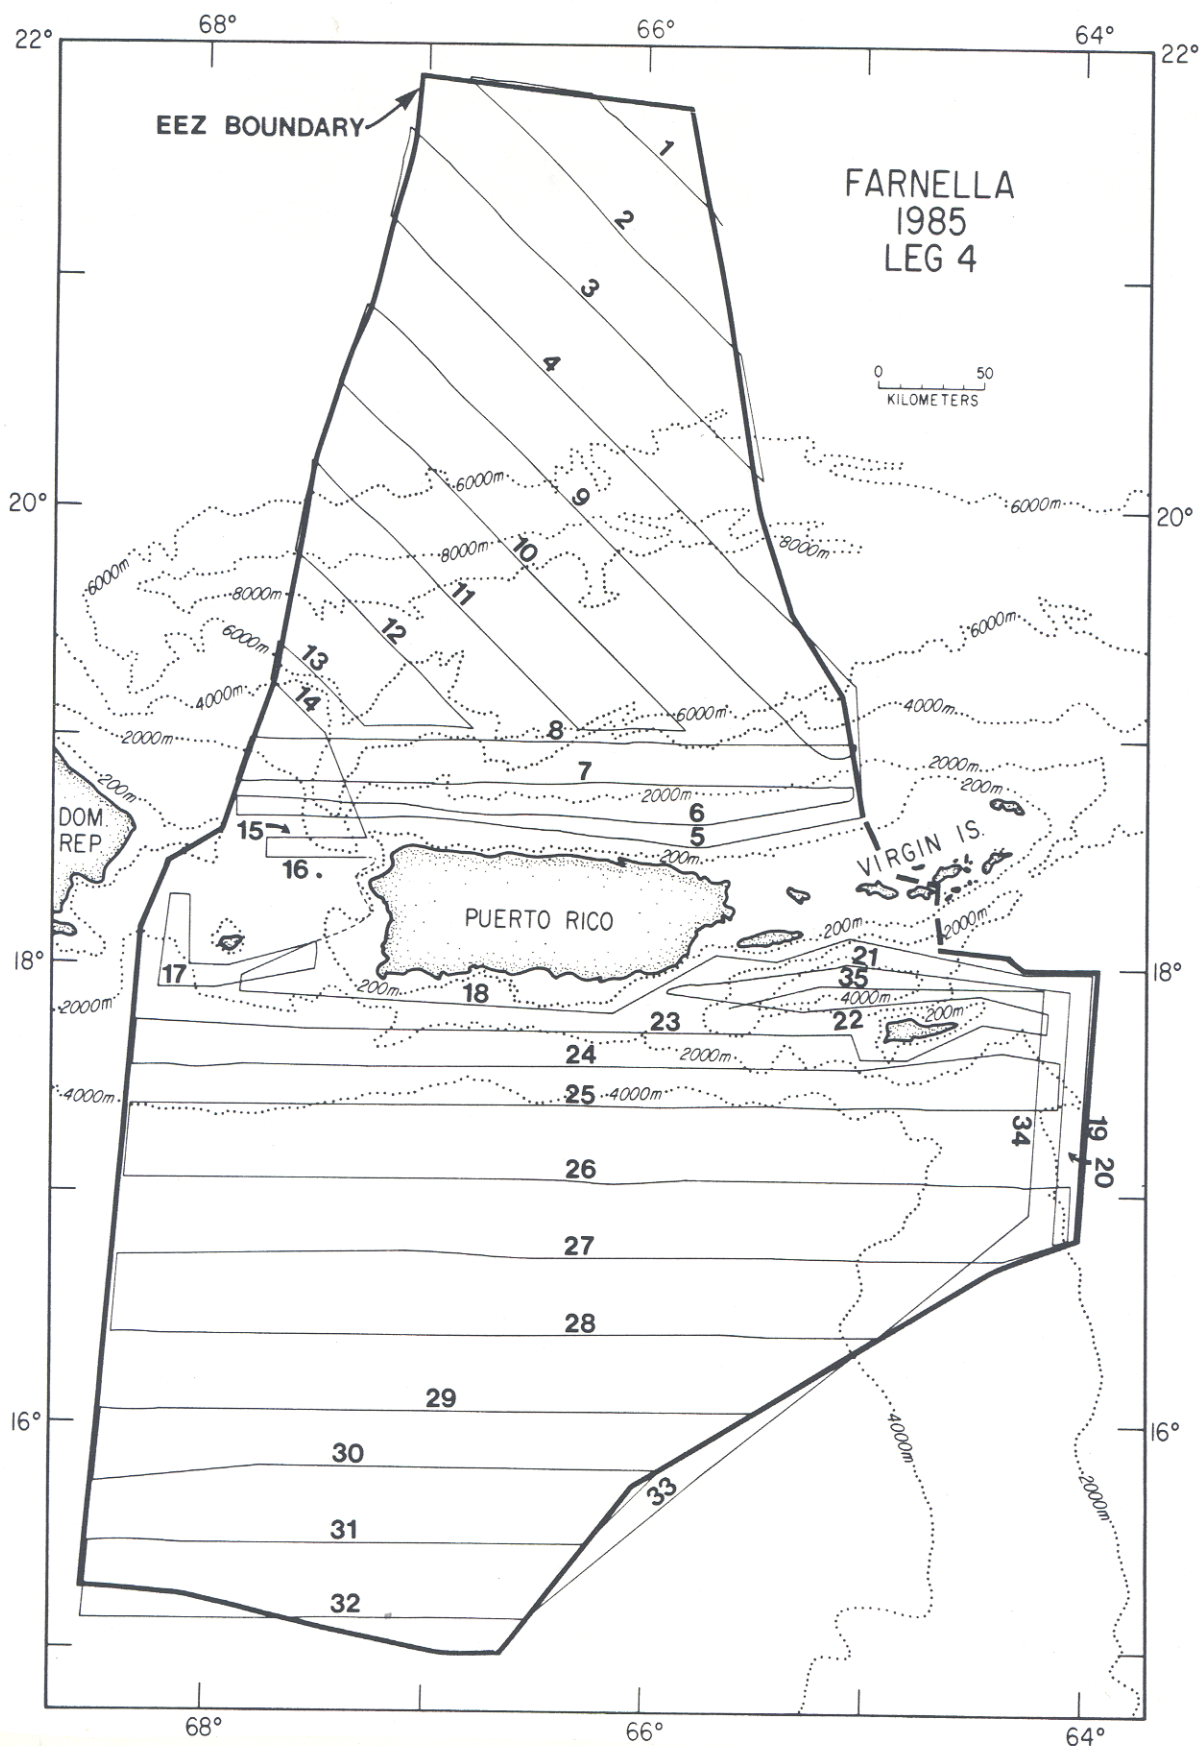 68°
66°
64°
22°
22°
EEZ BOUNDARY
1
FARNELLA
1985
LEG 4
2
3
4
0 50
KILOMETERS
6000m
9
6000m
20°
20°
10
8000m
8000m
6000m
11
8000m
12
6000m
6000m
13
14
4000m
6000m
4000m
8
2000m
7
2000m
200m
2000m
200m
6
DOM.
REP.
15
5
VIRGIN IS.
16
200m
PUERTO RICO
200m
2000m
21
18°
18°
17
35
200m
18
4000m
2000m
23
22
200m
24
2000m
4000m
25
4000m
34
19
20
26
27
28
29
16°
16°
4000m
30
33
2000m
31
32
68°
66°
64°